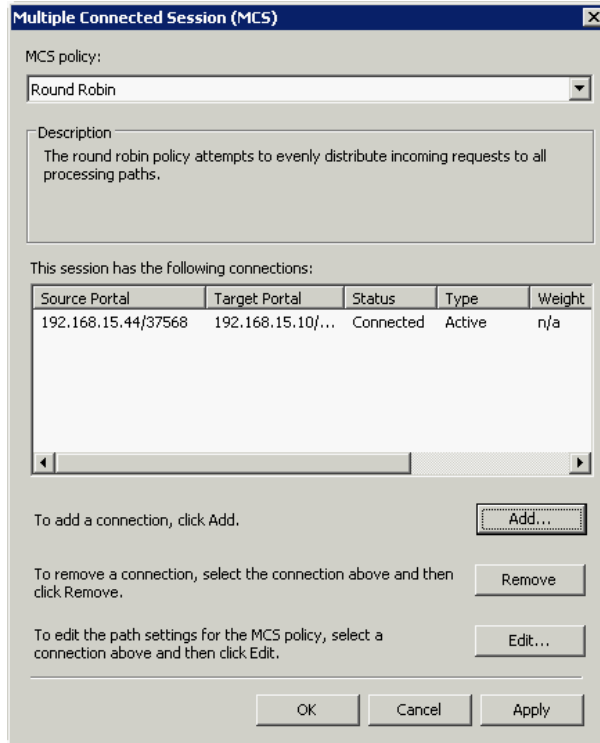 Multiple Connected Session (MCS)
MCS policy:
Round Robin
Description
The round robin policy attempts to evenly distribute incoming requests to all
processing paths.
This session has the following connections:
Source Portal Target Portal Status Type Weight
192.168.15.44/37568 192.168.15.10/... Connected Active n/a
To add a connection, click Add.
Add...
To remove a connection, select the connection above and then
click Remove.
Remove
To edit the path settings for the MCS policy, select a
connection above and then click Edit.
Edit...
OK Cancel Apply